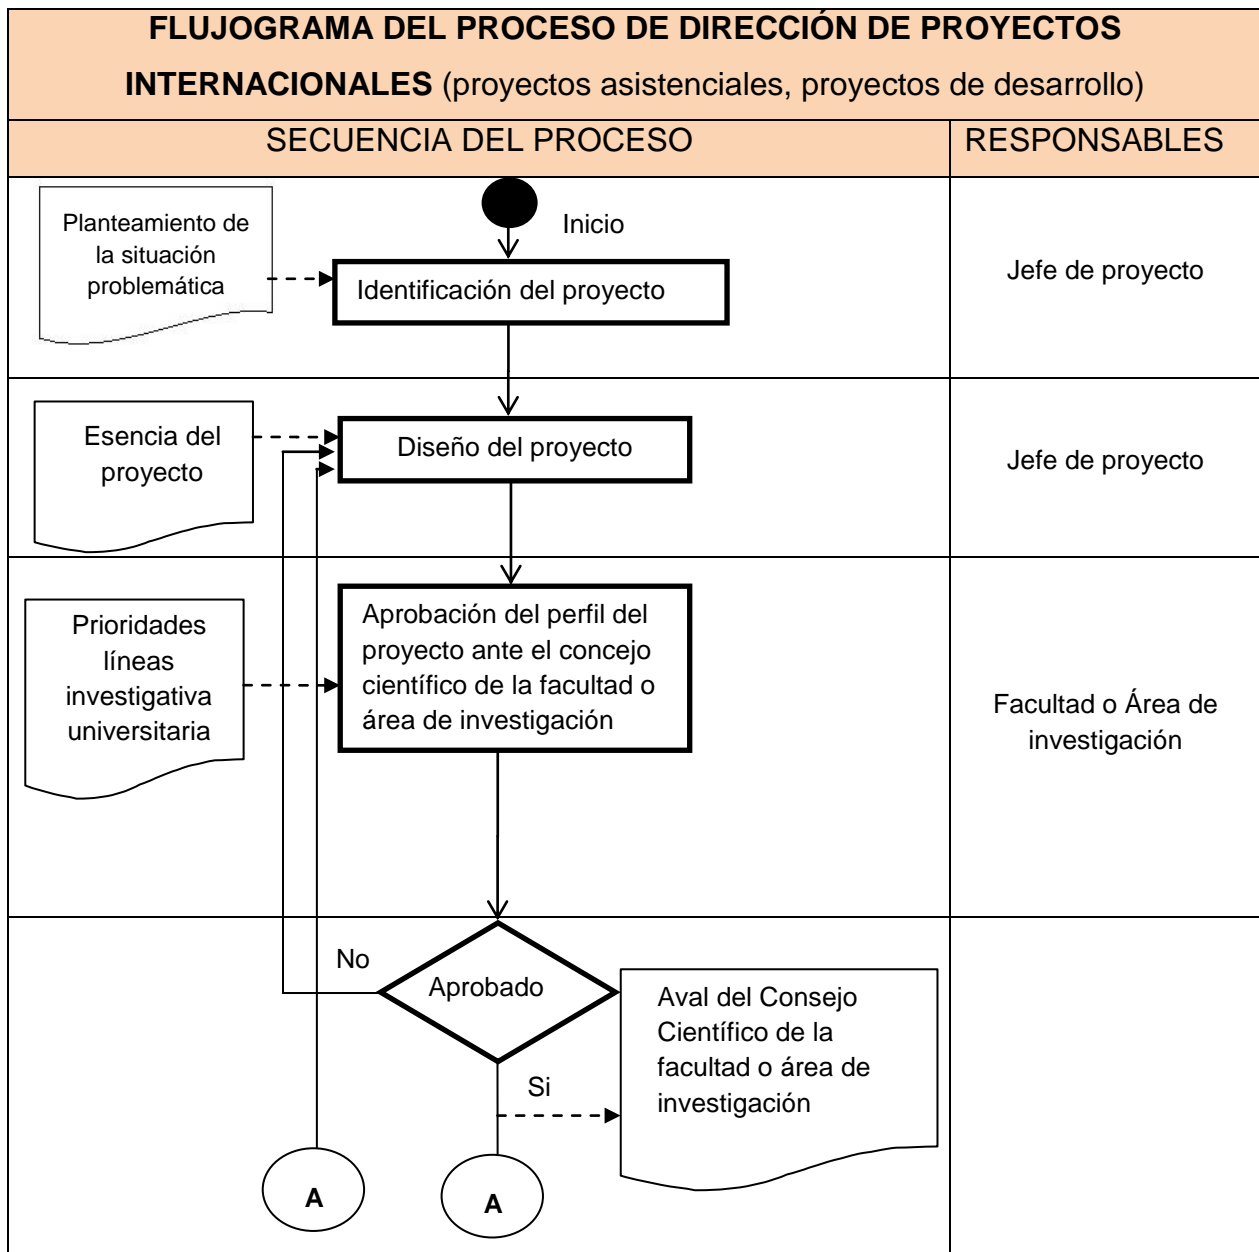 FLUJOGRAMA DEL PROCESO DE DIRECCIÓN DE PROYECTOS
INTERNACIONALES (proyectos asistenciales, proyectos de desarrollo)
SECUENCIA DEL PROCESO
RESPONSABLES
Planteamiento de
la situación
problemática
Inicio
Identificación del proyecto
Jefe de proyecto
Esencia del
proyecto
Diseño del proyecto
Jefe de proyecto
Prioridades
líneas
investigativa
universitaria
Aprobación del perfil del
proyecto ante el concejo
científico de la facultad o
área de investigación
Facultad o Área de
investigación
No
Aprobado
Aval del Consejo
Científico de la
facultad o área de
investigación
Si
A
A